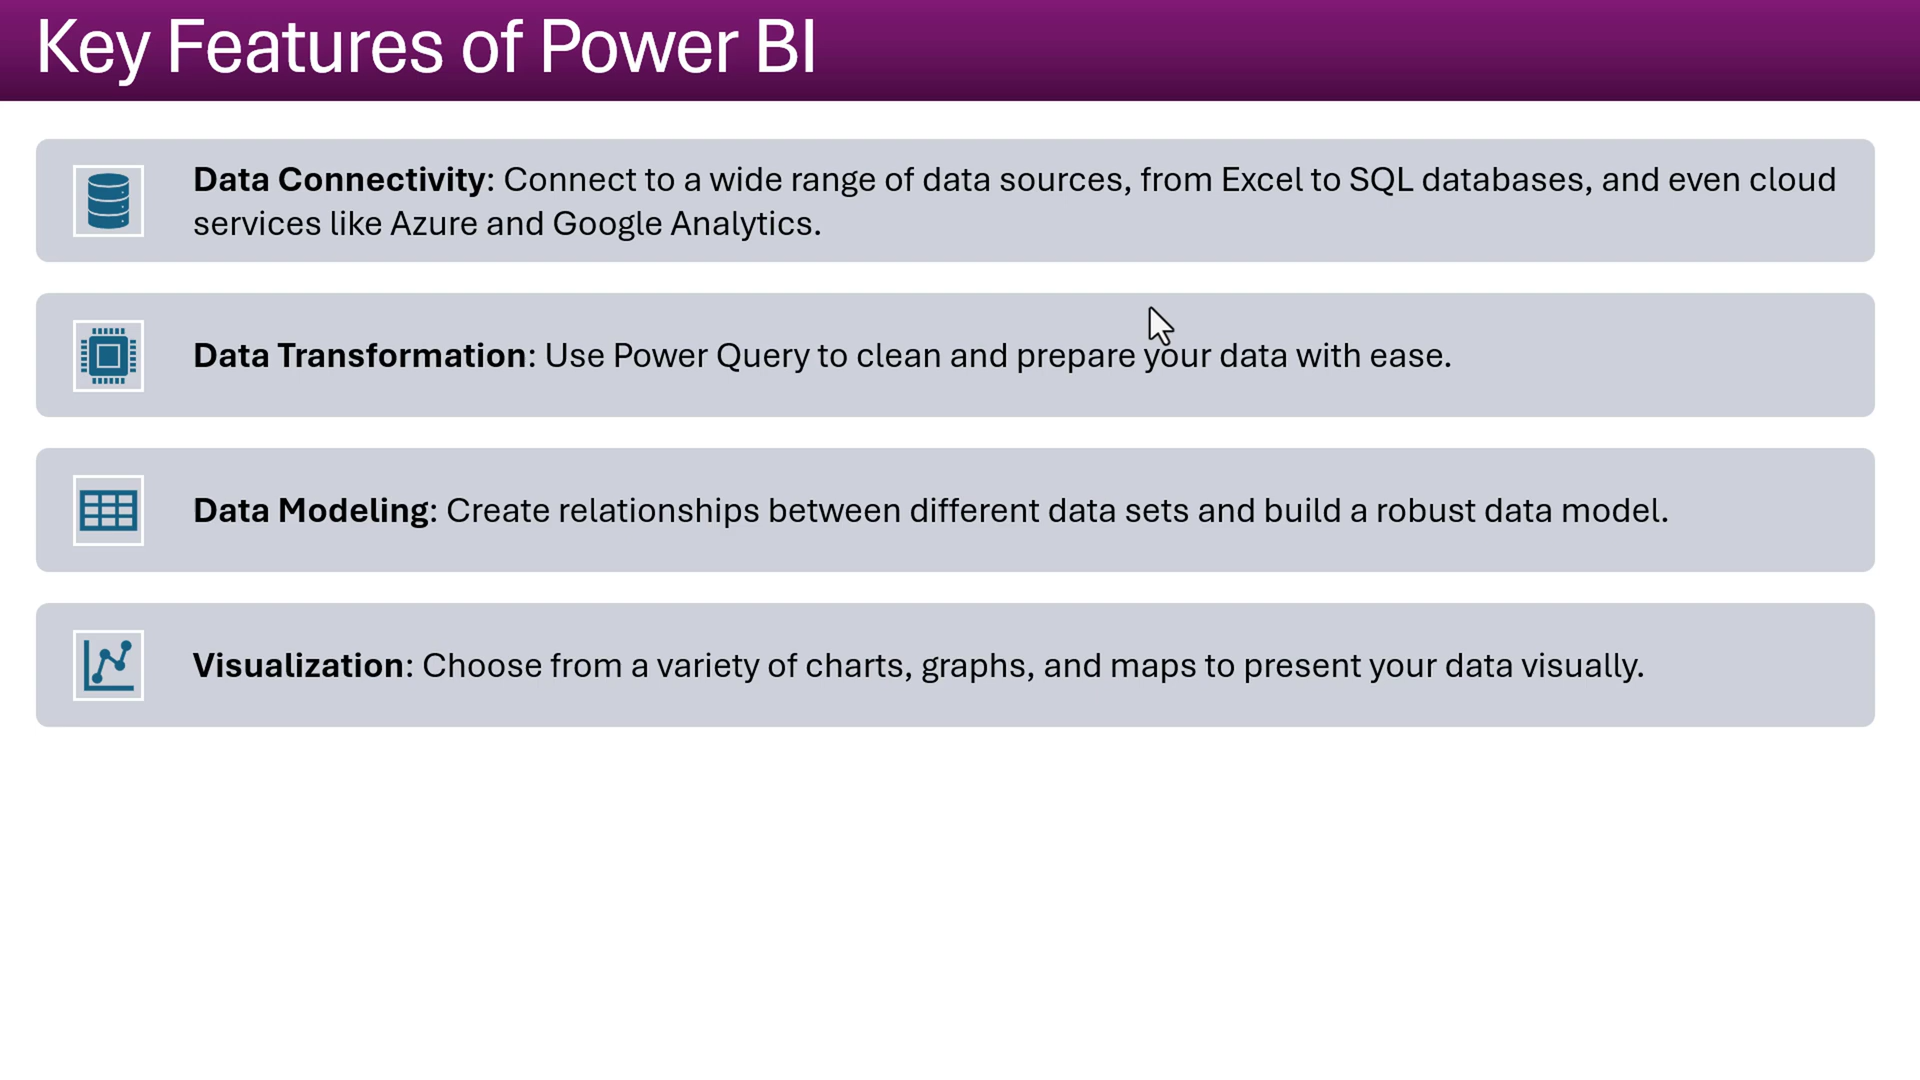 Key Features of Power BI
Data Connectivity: Connect to a wide range of data sources, from Excel to SQL databases, and even cloud
services like Azure and Google Analytics.
Data Transformation: Use Power Query to clean and prepare your data with ease.
Data Modeling: Create relationships between different data sets and build a robust data model.
Visualization: Choose from a variety of charts, graphs, and maps to present your data visually.